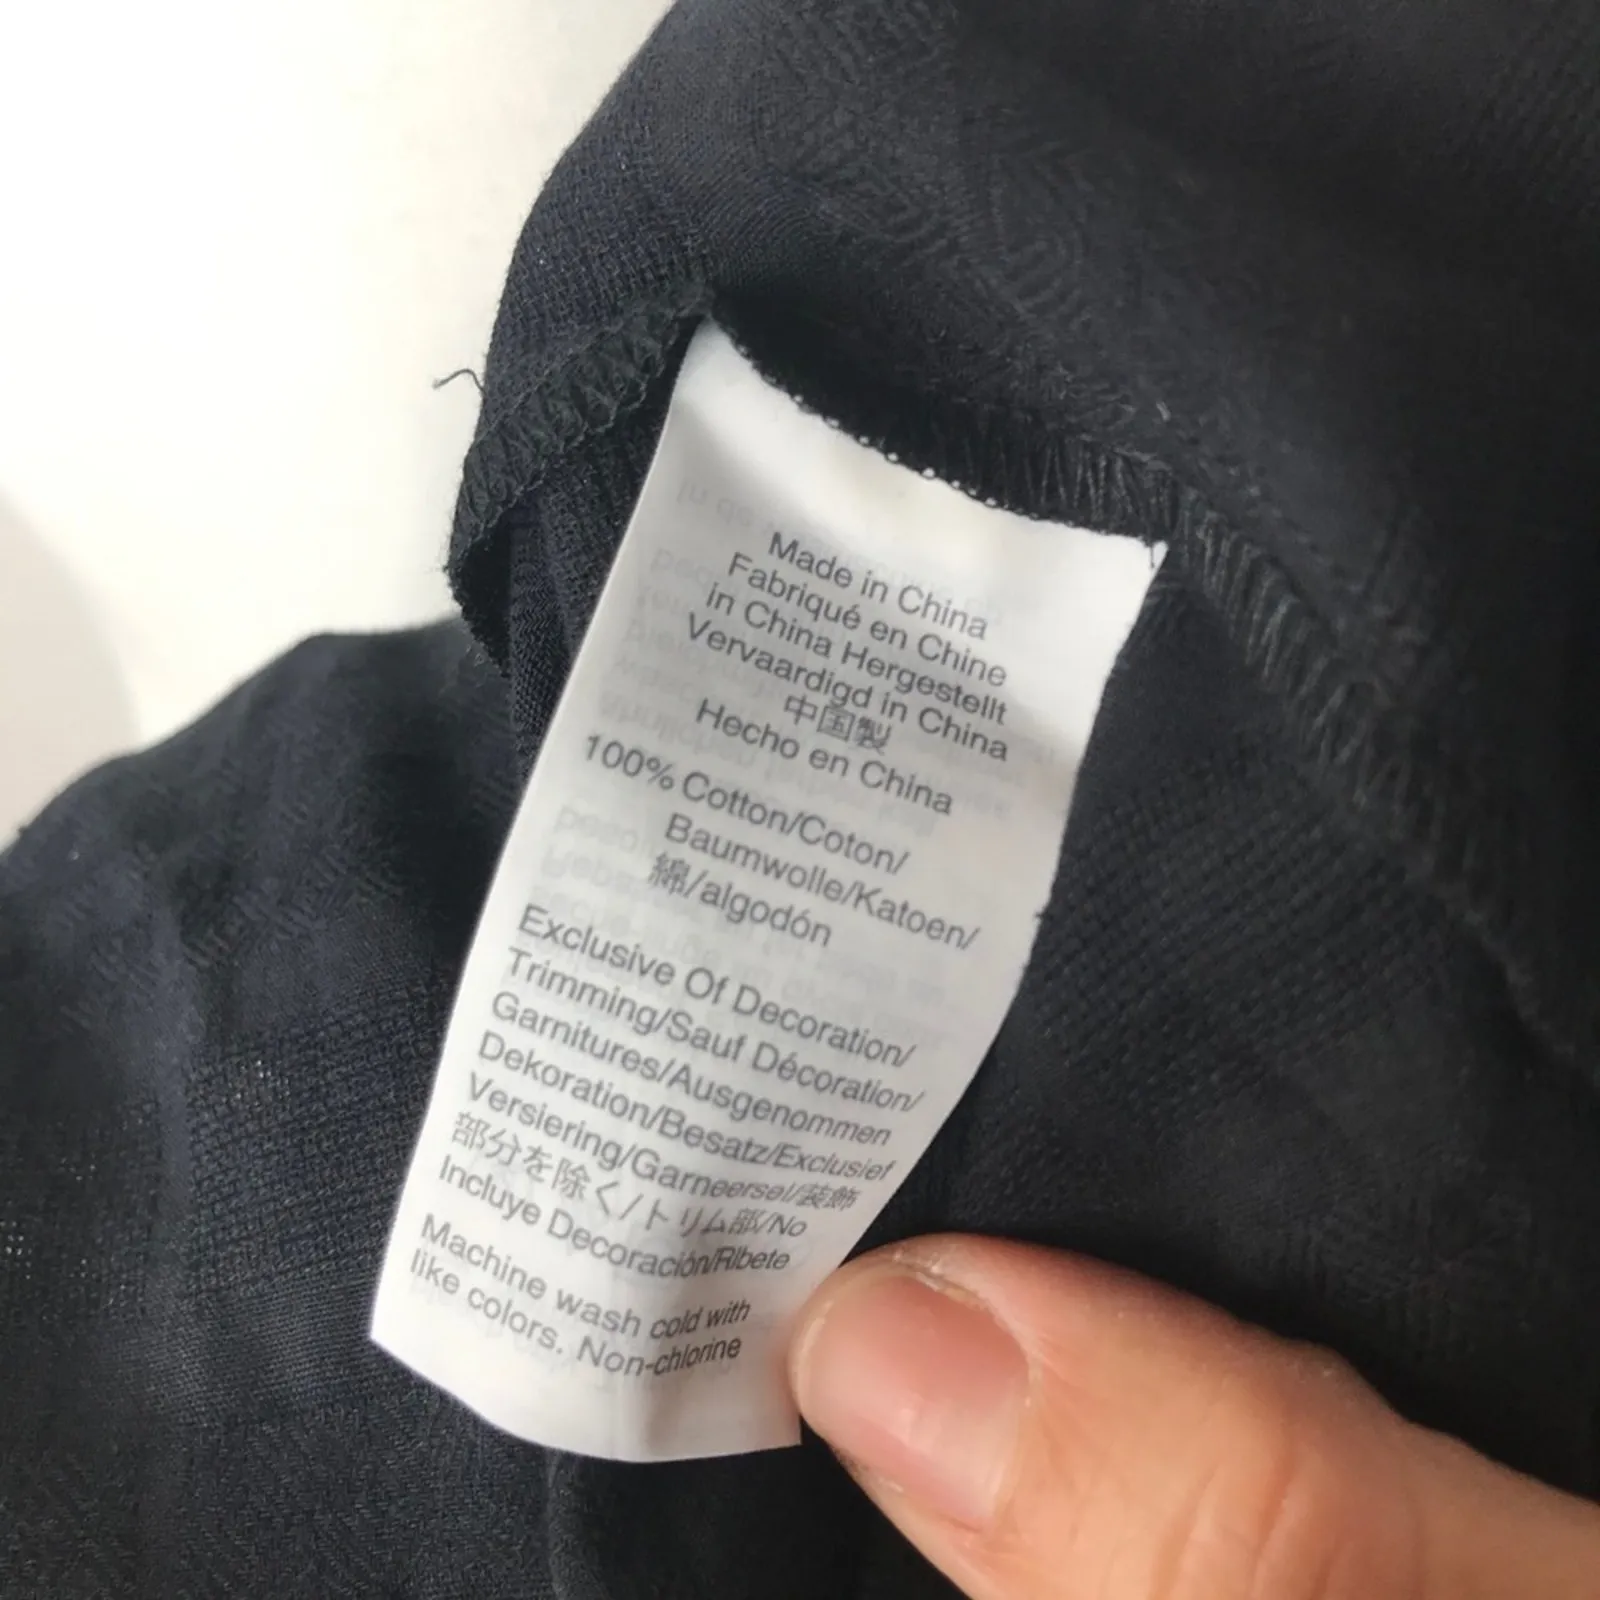 Made in China
Fabriqué en Chine
in China Hergestellt
Vervaardigd in China
中国製
Hecho en China
100% Cotton/Coton/
Baumwolle/Katoen/
綿/algodón
Exclusive Of Decoration/
Trimming/Sauf Décoration/
Garnitures/Ausgenommen
Dekoration/Besatz/Exclusief
Versiering/Garneersel/装飾
部分を除く/トリム部/No
Incluye Decoración/Ribete
Machine wash cold with
like colors. Non-chlorine